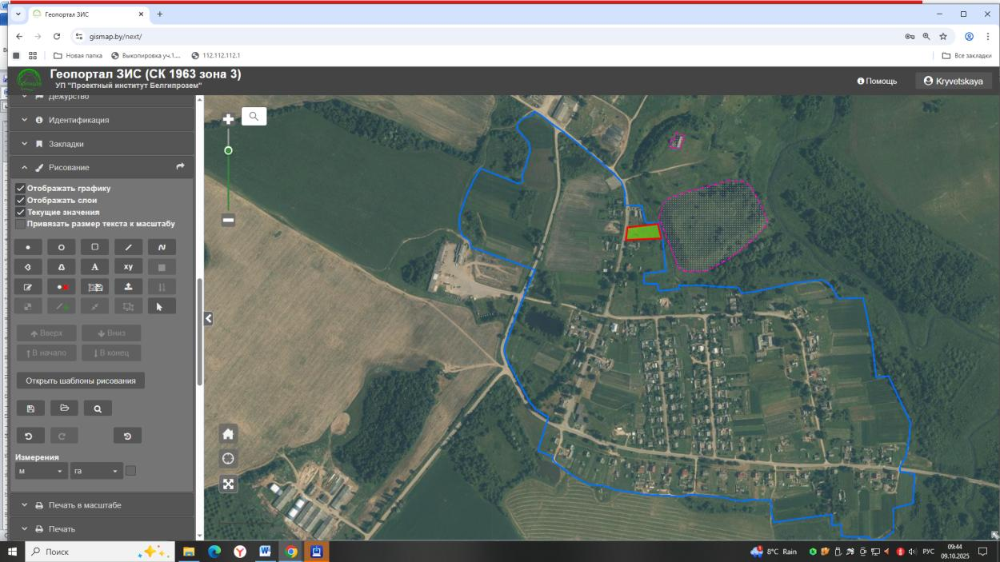 Геопортал ЗИС
gismap.by/next/
Новая папка
Выкопировка уч.1....
112.112.112.1
Все закладки
Геопортал ЗИС (СК 1963 зона 3)
УП "Проектный институт Белгипрозем"
Помощь
Kryvetskaya
Дежурство
Идентификация
Закладки
Рисование
Отображать графику
Отображать слои
Текущие значения
Привязать размер текста к масштабу
A
xy
Вверх
Вниз
В начало
В конец
Открыть шаблоны рисования
Измерения
м
га
Печать в масштабе
Печать
Поиск
8°C Rain
РУС
09:44
09.10.2025